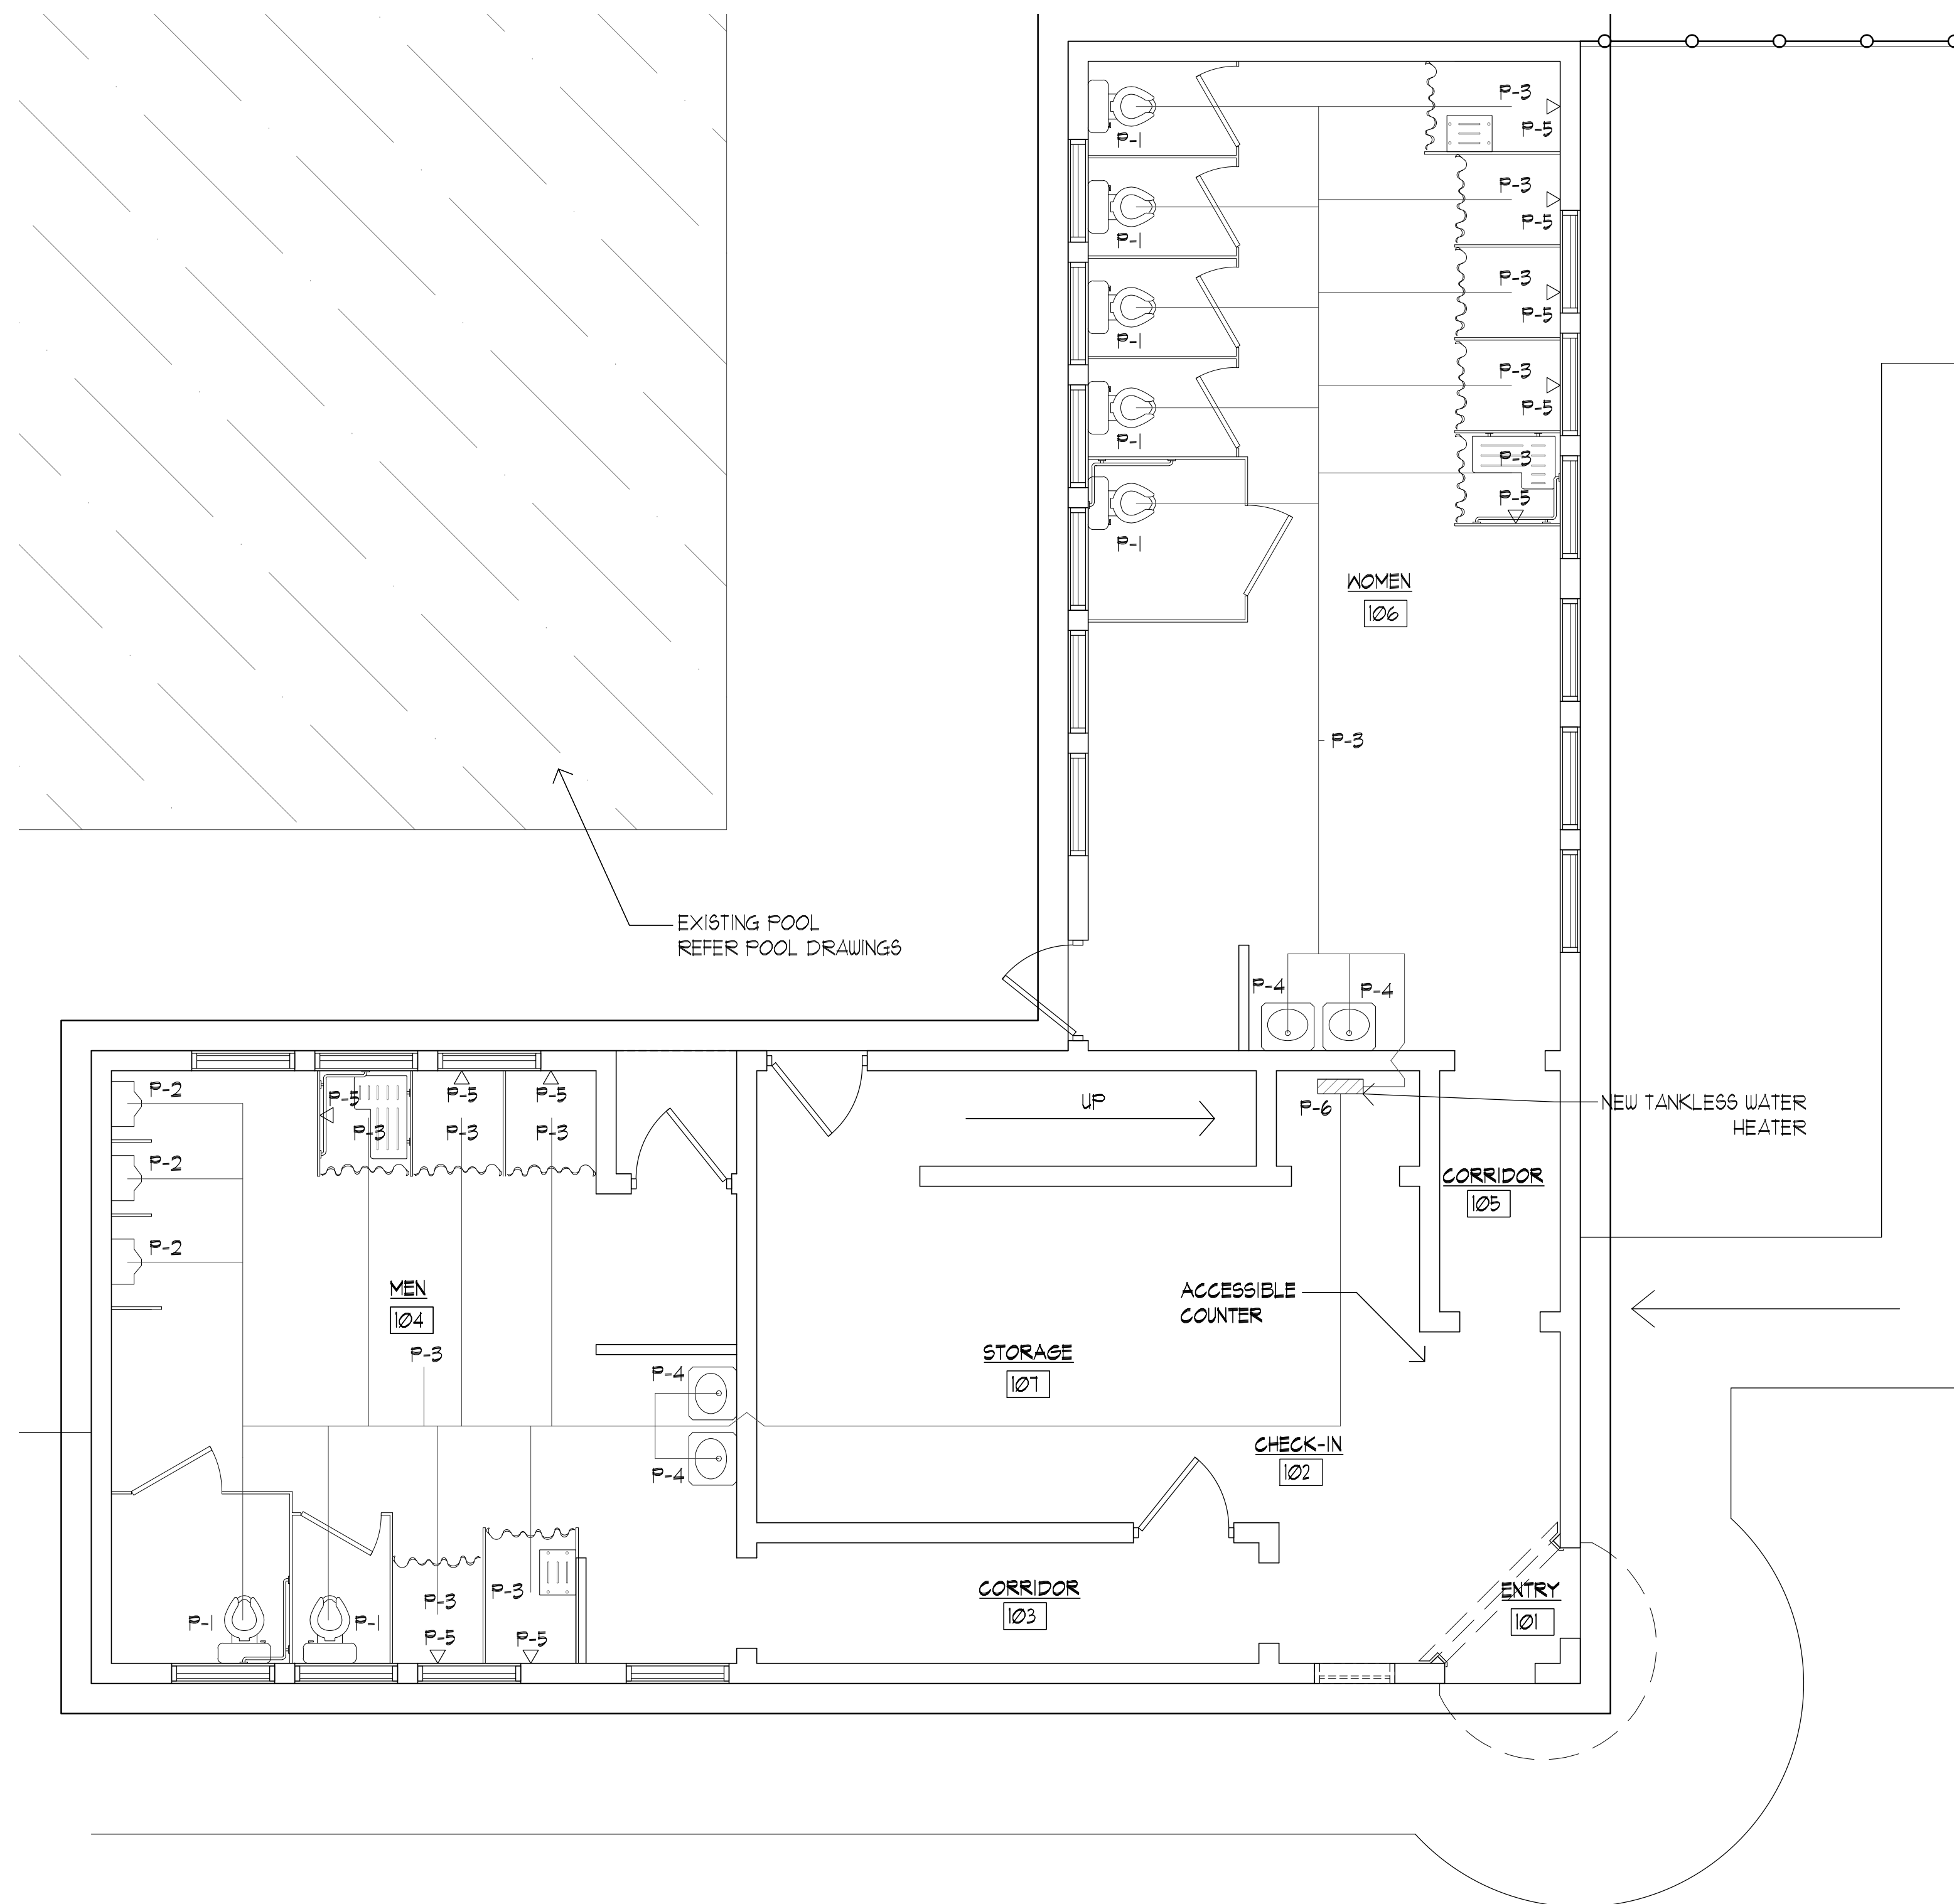 P-3
P-5
P-1
P-3
P-5
P-1
P-3
P-5
P-1
P-3
P-5
P-1
P-3
P-5
P-1
WOMEN
106
P-3
EXISTING POOL
REFER POOL DRAWINGS
P-4
P-4
P-2
P-5
P-5
P-5
P-3
P-3
P-3
P-2
P-2
UP
P-6
NEW TANKLESS WATER
HEATER
CORRIDOR
105
MEN
104
P-3
ACCESSIBLE
COUNTER
STORAGE
107
P-4
P-4
CHECK-IN
102
P-1
P-1
P-3
P-3
P-5
P-5
CORRIDOR
103
ENTRY
101